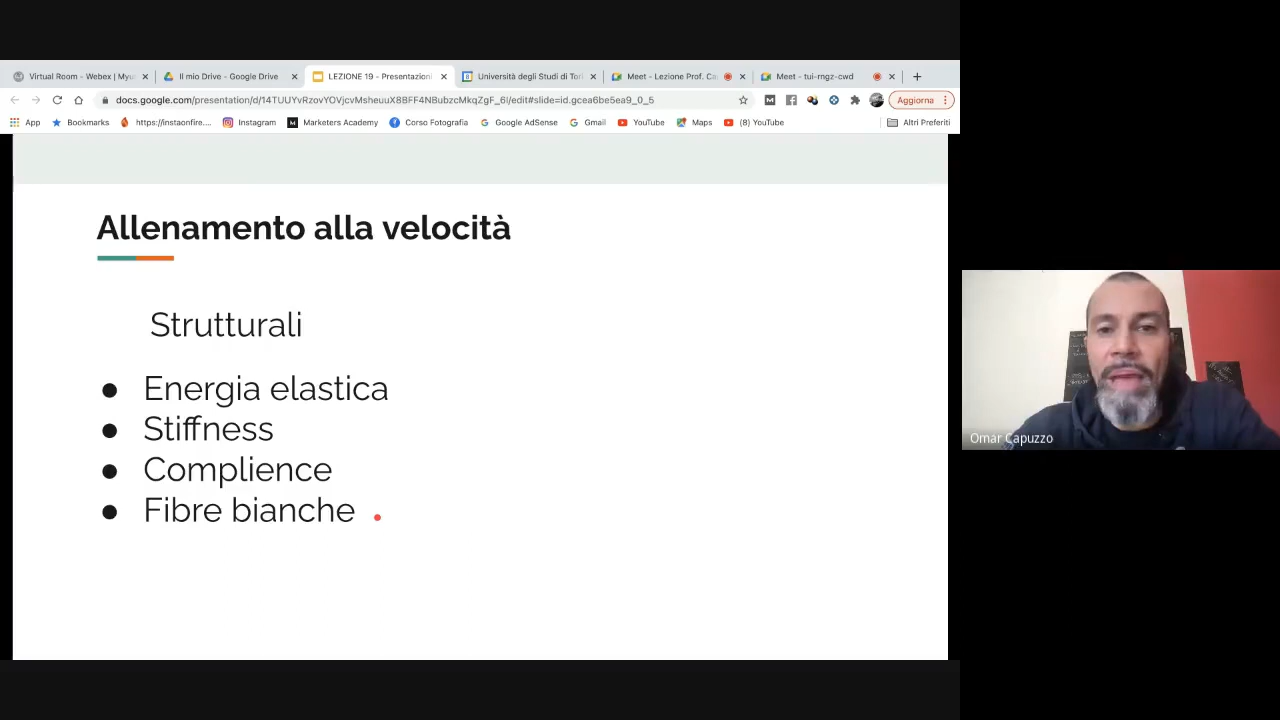 Virtual Room - Webex | Myu
Il mio Drive - Google Drive
LEZIONE 19 - Presentazioni
Università degli Studi di Tori
Meet - Lezione Prof. Ca
Meet - tui-rngz-cwd
docs.google.com/presentation/d/14TUUYvRzovYOVjcvMsheuuX8BFF4NBubzcMkqZgF_6I/edit#slide=id.gcea6be5ea9_0_5
Aggiorna
App
Bookmarks
https://instaonfire....
Instagram
Marketers Academy
Corso Fotografia
Google AdSense
Gmail
YouTube
Maps
(8) YouTube
Altri Preferiti
Allenamento alla velocità
Strutturali
● Energia elastica
● Stiffness
● Complience
● Fibre bianche
Omar Capuzzo